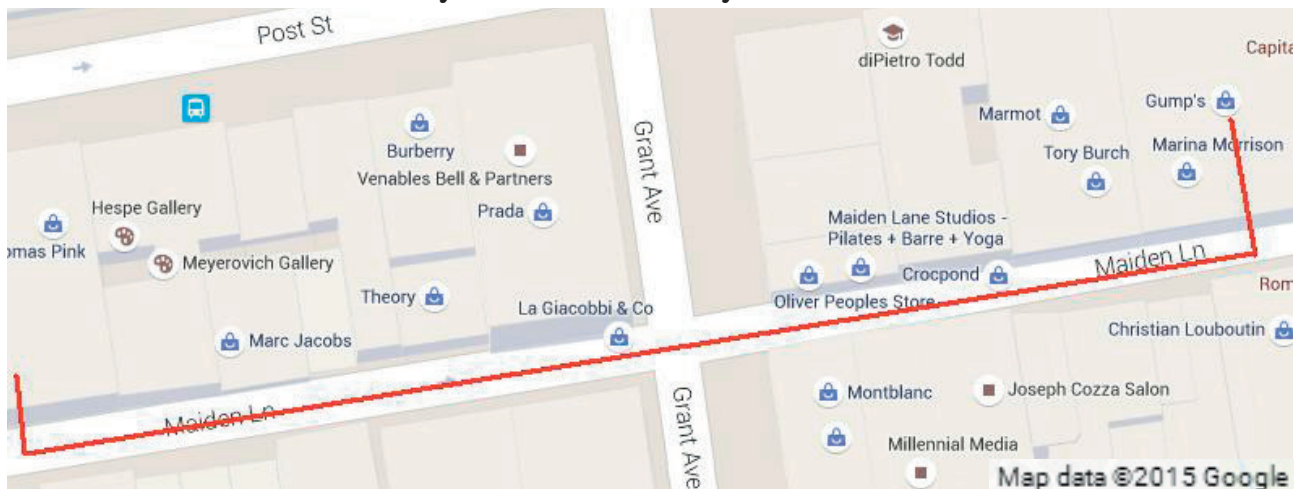 Post St
diPietro Todd
Capita
Gump's
Marmot
Burberry
Grant Ave
Tory Burch
Marina Morrison
Venables Bell & Partners
Hespe Gallery
Prada
Maiden Lane Studios -
Pilates + Barre + Yoga
omas Pink
Meyerovich Gallery
Crocpond
Maiden Ln
Theory
Oliver Peoples Store
Rom
La Giacobbi & Co
Christian Louboutin
Marc Jacobs
Montblanc
Joseph Cozza Salon
Maiden Ln
Grant Ave
Millennial Media
Map data ©2015 Google